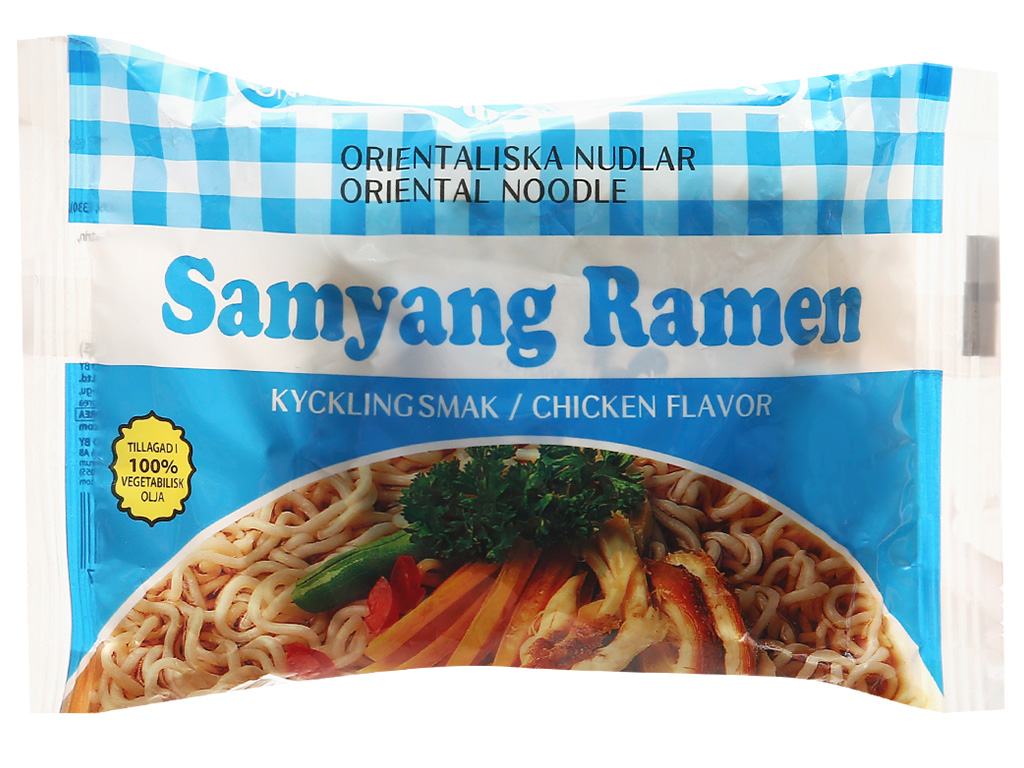 ORIENTALISKA NUDLAR
ORIENTAL NOODLE
Samyang Ramen
KYCKLINGSMAK / CHICKEN FLAVOR
TILLAGAD I
100%
VEGETABILISK
OLJA